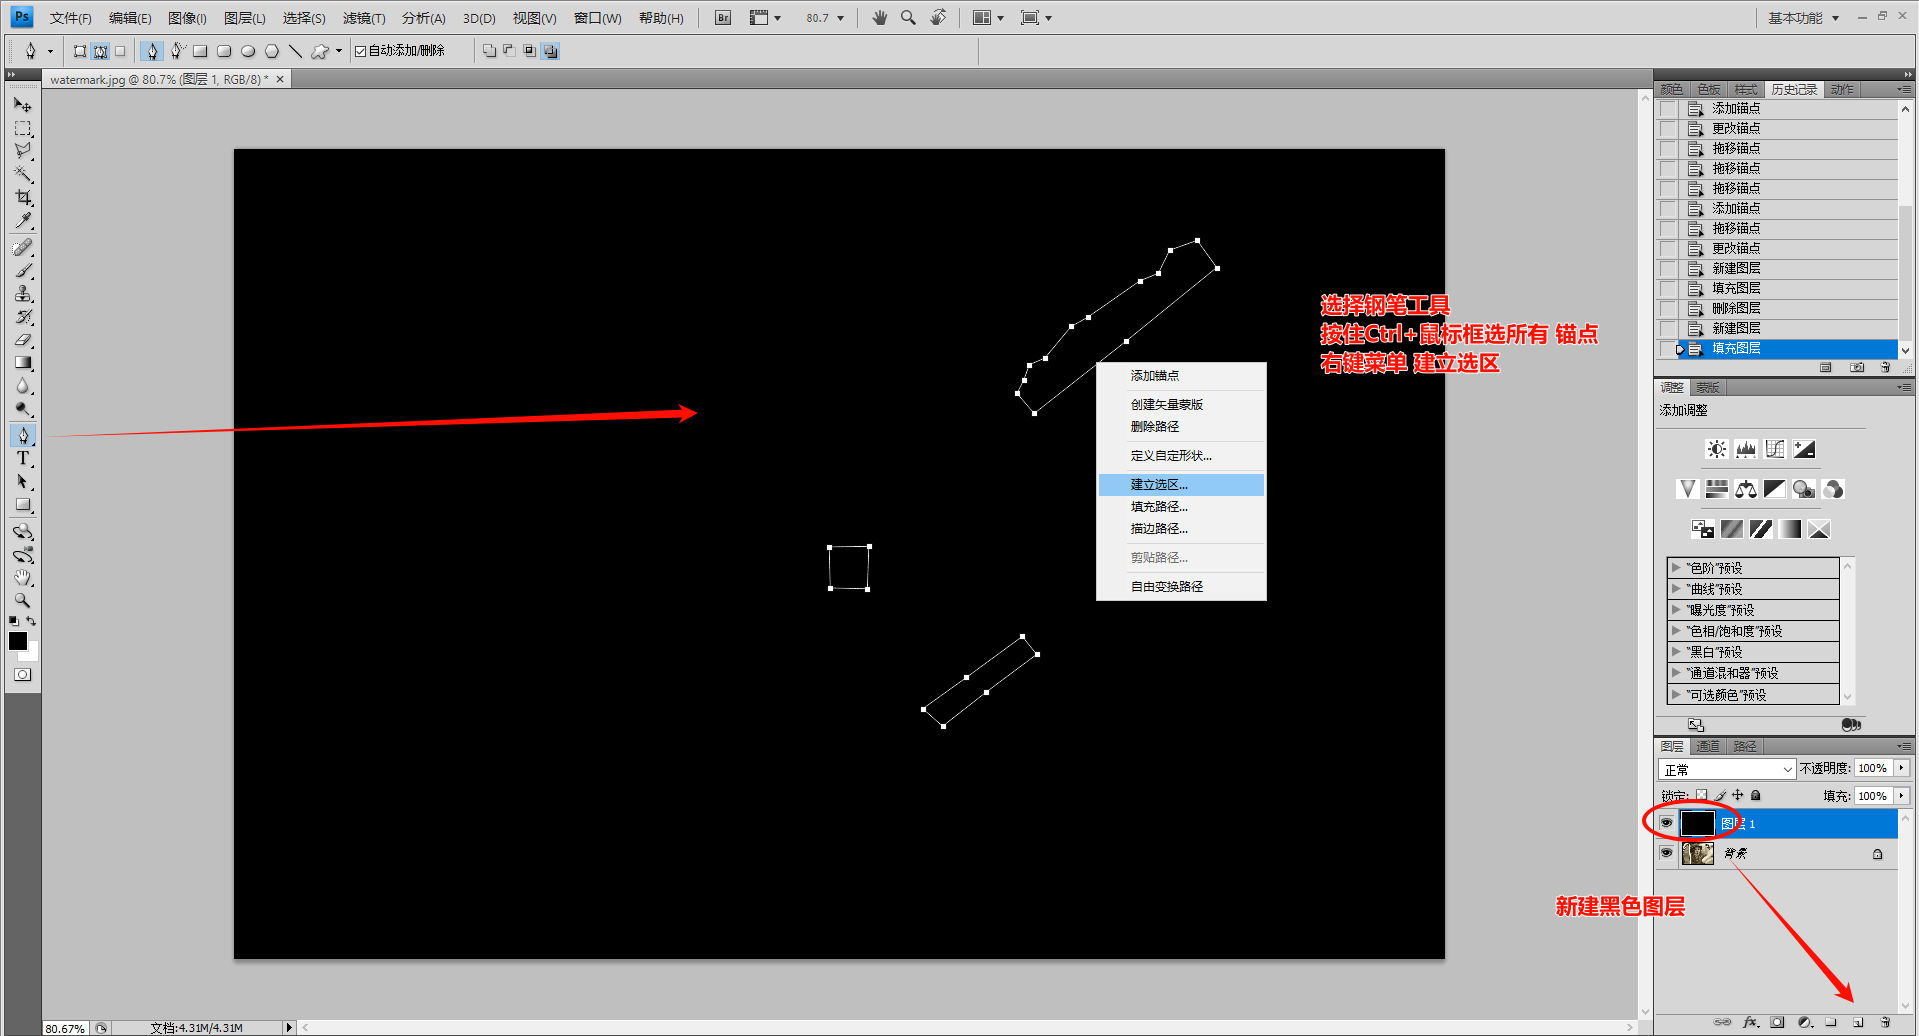 Ps 文件(F) 编辑(E) 图像(I) 图层(L) 选择(S) 滤镜(T) 分析(A) 3D(D) 视图(V) 窗口(W) 帮助(H) Br 80.7 基本功能
自动添加/删除
watermark.jpg @ 80.7% (图层 1, RGB/8) * ×
颜色 色板 样式 历史记录 动作
添加锚点
更改锚点
拖移锚点
拖移锚点
拖移锚点
添加锚点
拖移锚点
更改锚点
新建图层
填充图层
删除图层
新建图层
填充图层
选择钢笔工具
按住Ctrl+鼠标框选所有 锚点
右键菜单 建立选区
添加锚点
创建矢量蒙版
删除路径
定义自定形状...
建立选区...
填充路径...
描边路径...
剪贴路径...
自由变换路径
调整 蒙版
添加调整
“色阶”预设
“曲线”预设
“曝光度”预设
“色相/饱和度”预设
“黑白”预设
“通道混和器”预设
“可选颜色”预设
图层 通道 路径
正常 不透明度: 100%
锁定: 填充: 100%
图层 1
背景
新建黑色图层
fx
T
80.67% 文档:4.31M/4.31M